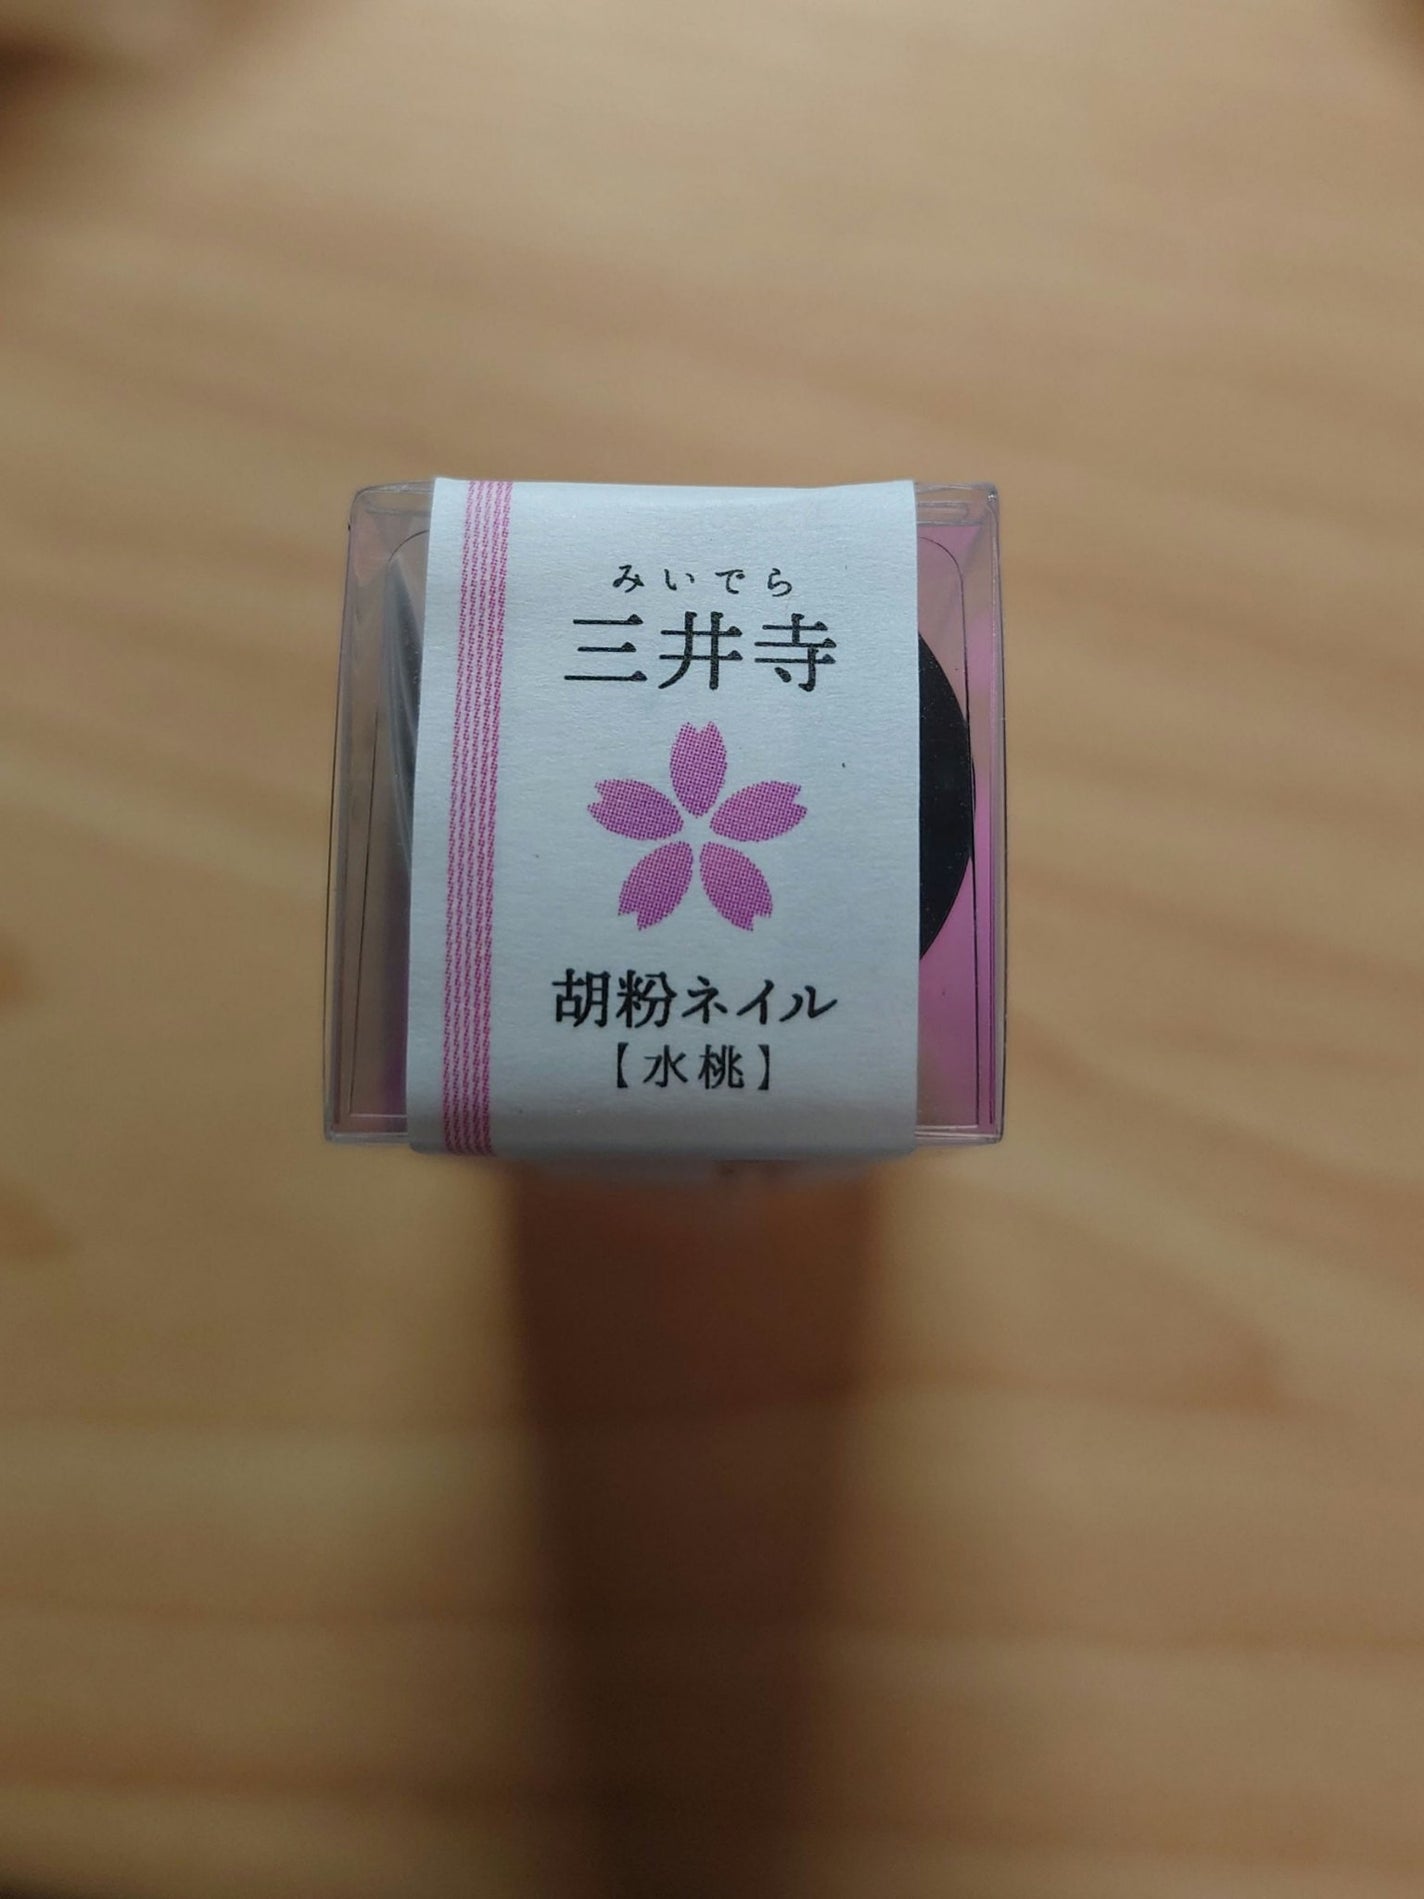 みいでら
三井寺
胡粉ネイル
【水桃】